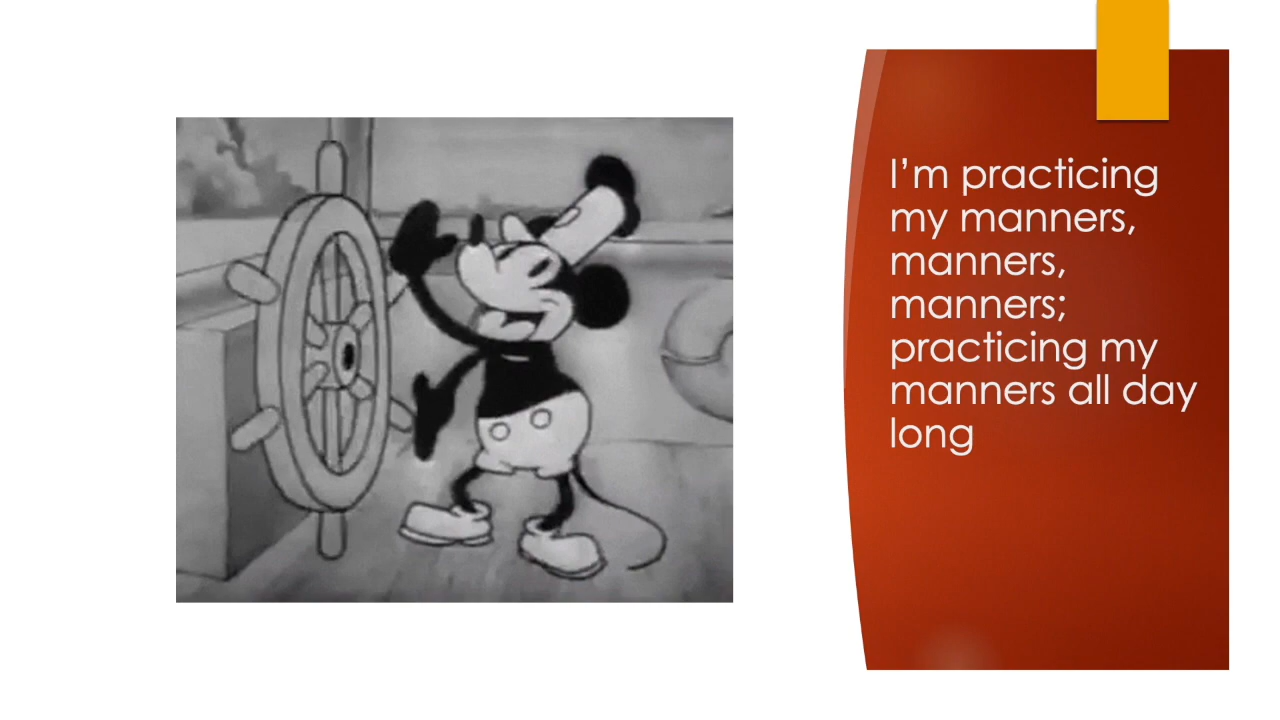 I’m practicing
my manners,
manners,
manners;
practicing my
manners all day
long